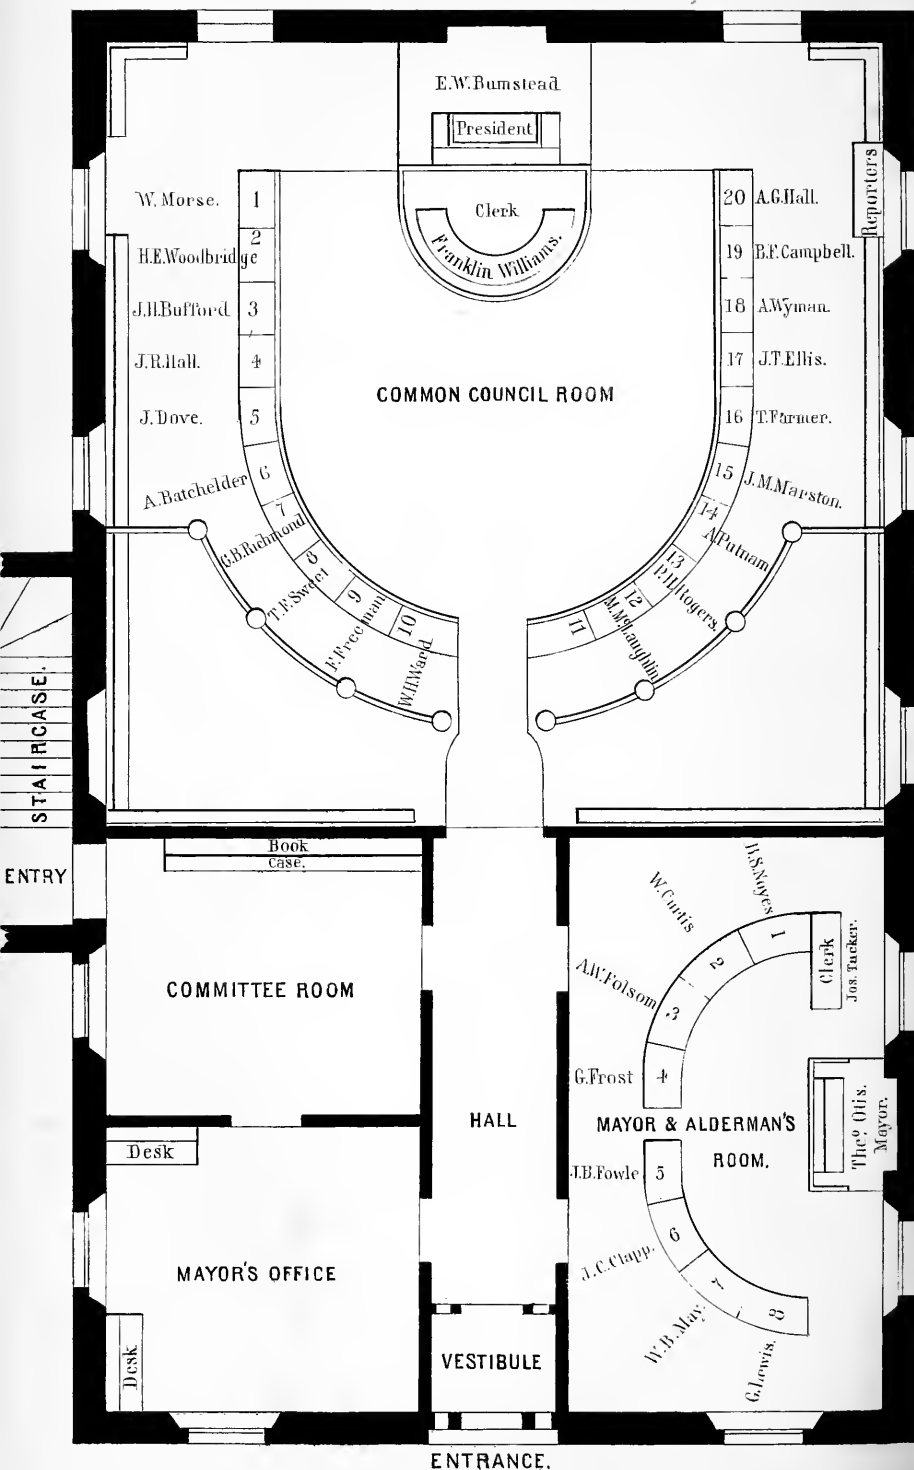 E.W.Bumstead
President
Clerk
Franklin Williams.
Reporters
W. Morse. 1
H.E.Woodbridge 2
J.H.Bufford 3
J.R.Hall. 4
J. Dove. 5
A.Batchelder 6
G.B.Richmond 7
T.F.Sweet 8
F.Freeman 9
W.H.Ward. 10
COMMON COUNCIL ROOM
20 A.G.Hall.
19 B.F.Campbell.
18 A.Wyman.
17 J.T.Ellis.
16 T.Farmer.
15 J.M.Marston.
14 A.Putnam
13 P.H.Rogers.
12 M.McLaughlin
11
STAIRCASE.
ENTRY
Book
Case.
COMMITTEE ROOM
HALL
Desk
MAYOR'S OFFICE
Desk
VESTIBULE
ENTRANCE.
1
W.Curtis 2
A.W.Folsom 3
G.Frost 4
Clerk
Jos. Tucker.
MAYOR & ALDERMAN'S
ROOM.
Theo. Otis.
Mayor.
J.B.Fowle 5
J.C.Clapp. 6
W.B.May. 7
G.Lewis. 8